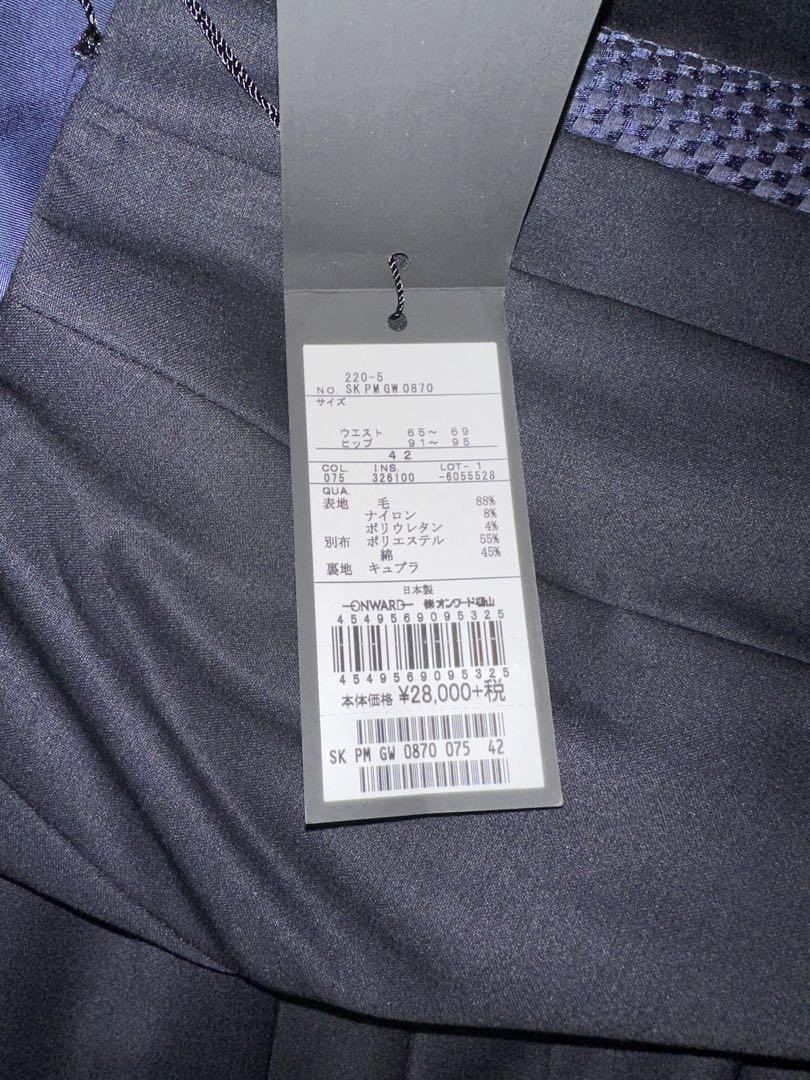 220-5
NO. SK PM GW 0870
サイズ
ウエスト 65～ 69
ヒップ 91～ 95
42
COL. INS. LOT-1
075 326100 -6055528
QUA.
表地 毛 88%
ナイロン 8%
ポリウレタン 4%
別布 ポリエステル 55%
綿 45%
裏地 キュプラ
日本製
ONWARD ㈱オンワード樫山
4549569095325
4549569095325
本体価格 ¥28,000+税
SK PM GW 0870 075 42